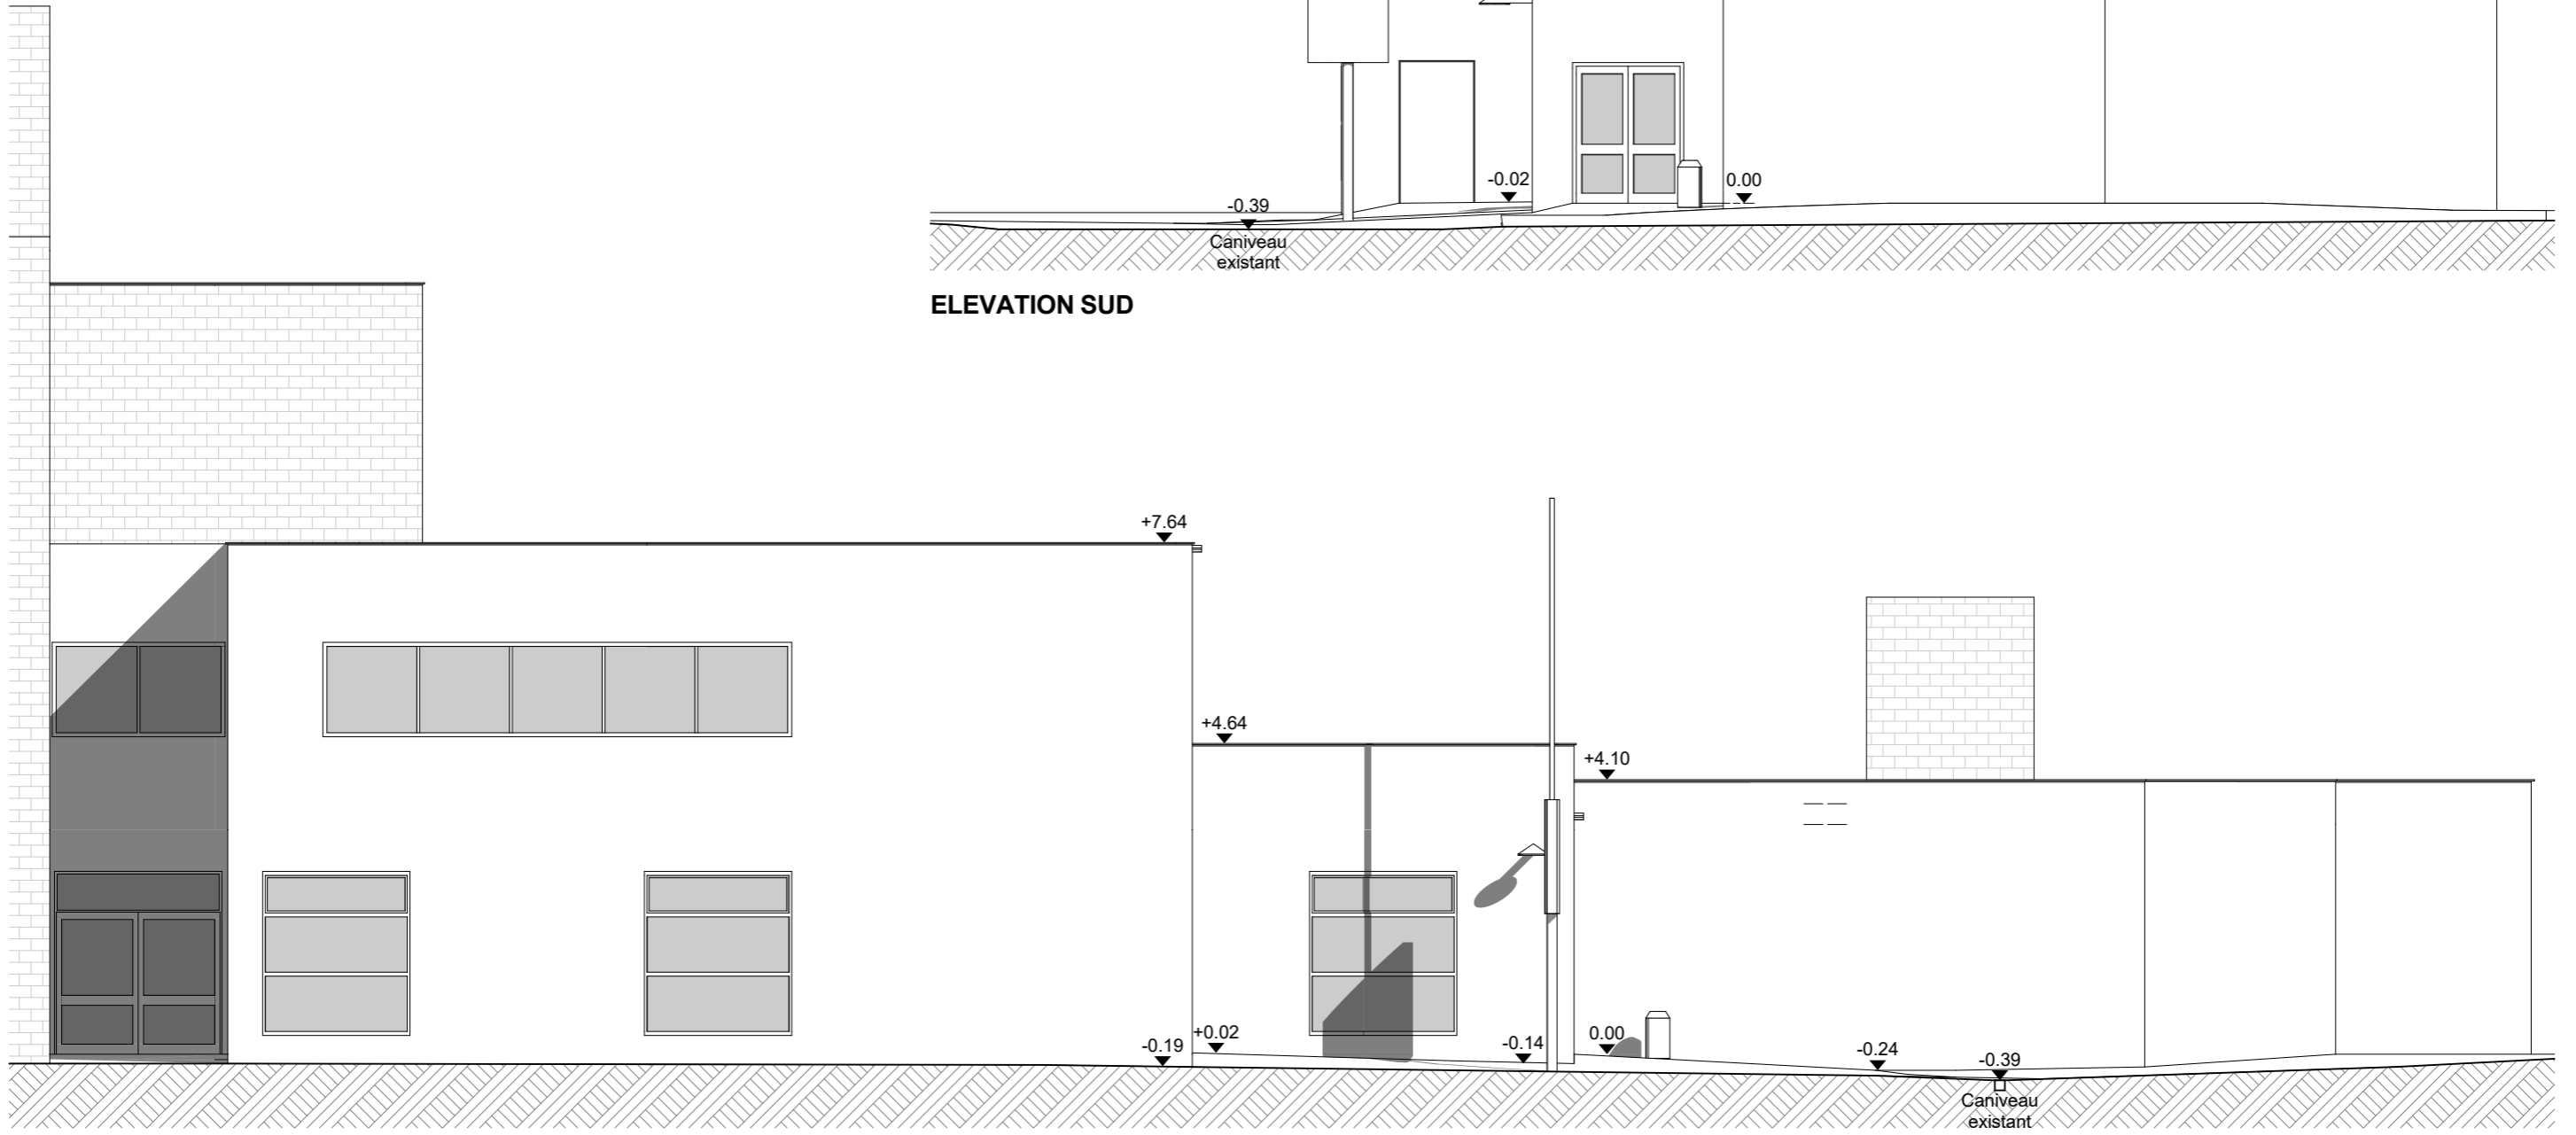 -0.02
0.00
-0.39
Caniveau
existant
ELEVATION SUD
+7.64
+4.64
+4.10
-0.19
+0.02
-0.14
0.00
-0.24
-0.39
Caniveau
existant